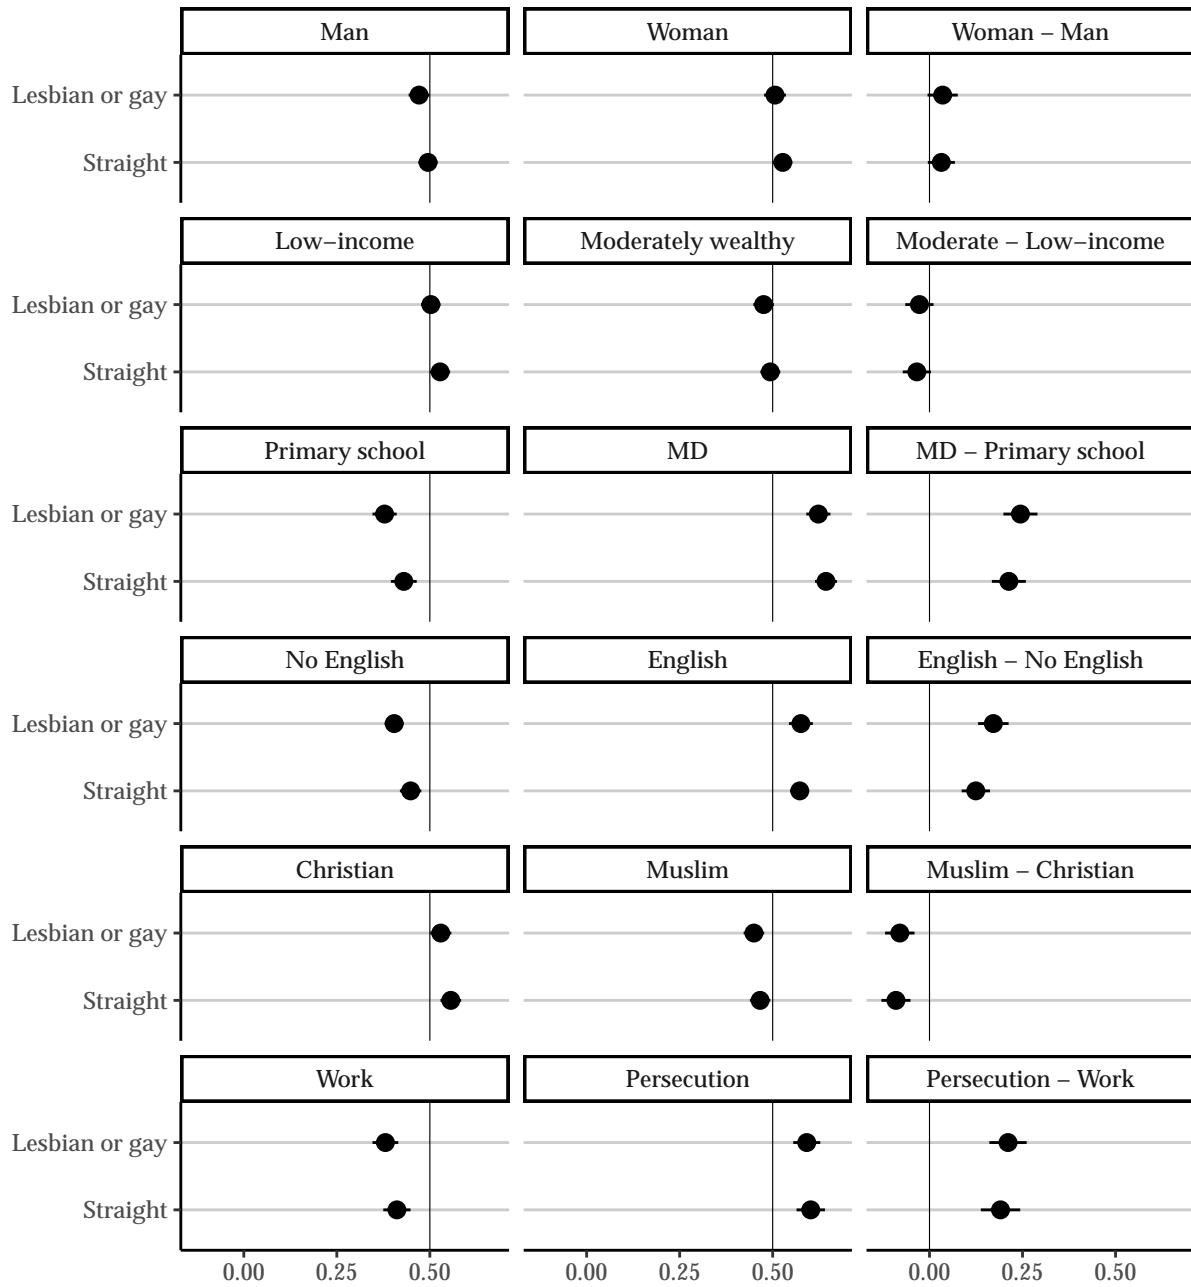 Man Woman Woman – Man
Lesbian or gay
Straight
Low–income Moderately wealthy Moderate – Low–income
Lesbian or gay
Straight
Primary school MD MD – Primary school
Lesbian or gay
Straight
No English English English – No English
Lesbian or gay
Straight
Christian Muslim Muslim – Christian
Lesbian or gay
Straight
Work Persecution Persecution – Work
Lesbian or gay
Straight
0.00 0.25 0.50 0.00 0.25 0.50 0.00 0.25 0.50